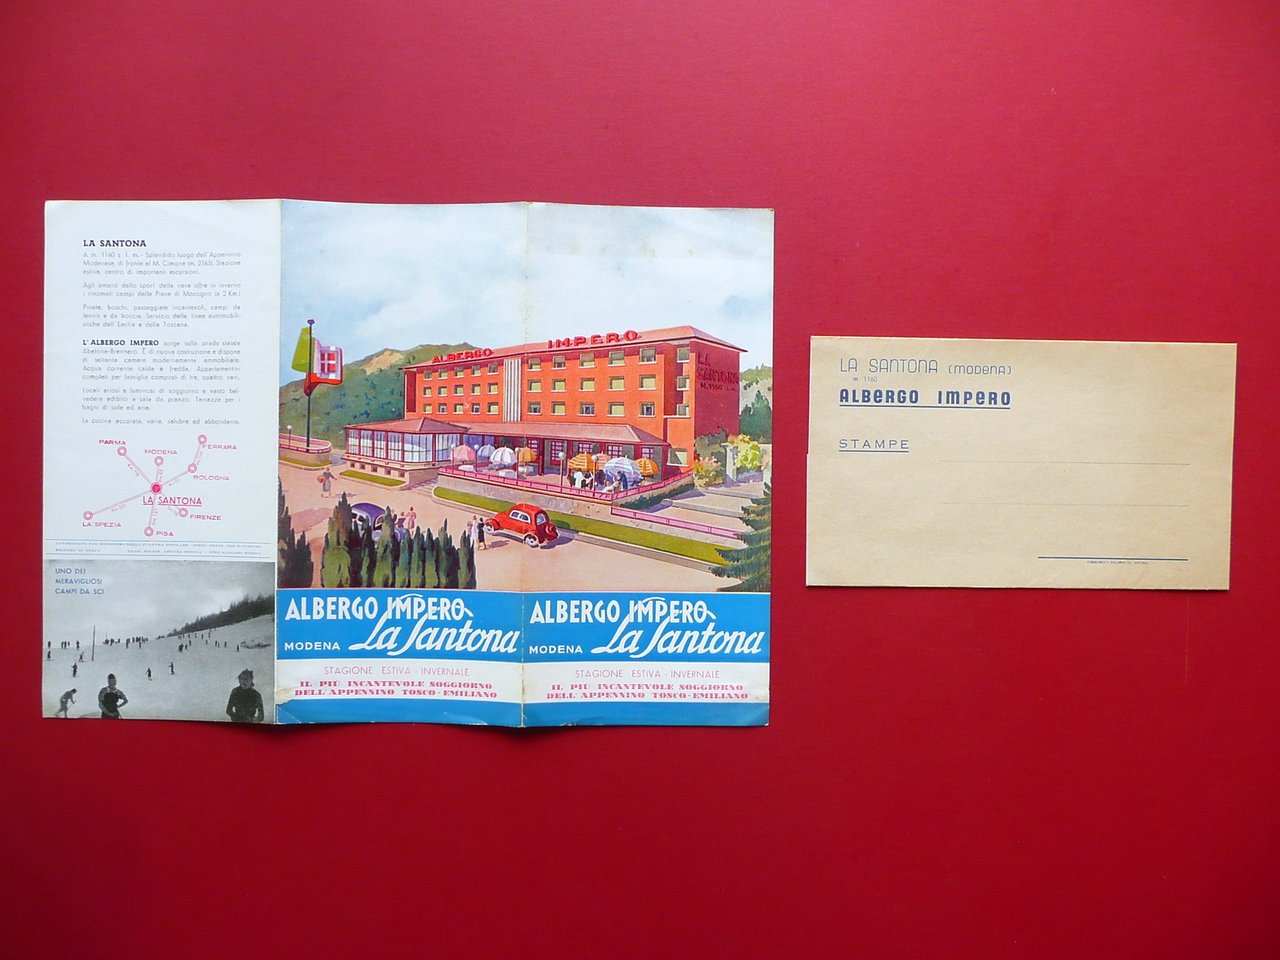 LA SANTONA
A m. 1160 s. l. m. - Splendido luogo dell'Appennino
Modenese, di fronte al M. Cimone (m. 2165). Stazione
estiva, centro di importanti escursioni.
Agli amanti dello sport della neve offre in inverno
i rinomati campi delle Piane di Mocogno (a 2 Km.)
Pinete, boschi, passeggiate incantevoli, campi da
tennis e da boccie. Servizio delle linee automobili-
stiche dell'Emilia e della Toscana.
L'ALBERGO IMPERO sorge sulla strada statale
Abetone-Brennero. È di nuova costruzione e dispone
di settanta camere modernamente ammobiliate.
Acqua corrente calda e fredda. Appartamentini
completi per famiglia composti di tre, quattro vani.
Locali ariosi e luminosi di soggiorno e vasto bel-
vedere adibito a sala da pranzo. Terrazze per i
bagni di sole ed aria.
La cucina accurata, varia, salubre ed abbondante.
PARMA
FERRARA
MODENA
BOLOGNA
LA SANTONA
LA SPEZIA
FIRENZE
PISA
UNO DEI
MERAVIGLIOSI
CAMPI DA SCI
ALBERGO IMPERO
LA
SANTONA
M. 1160 s.m.
ALBERGO IMPERO
MODENA La Santona
STAGIONE ESTIVA - INVERNALE
IL PIÙ INCANTEVOLE SOGGIORNO
DELL'APPENNINO TOSCO-EMILIANO
ALBERGO IMPERO
MODENA La Santona
STAGIONE ESTIVA - INVERNALE
IL PIÙ INCANTEVOLE SOGGIORNO
DELL'APPENNINO TOSCO-EMILIANO
LA SANTONA (MODENA)
m. 1160
ALBERGO IMPERO
STAMPE